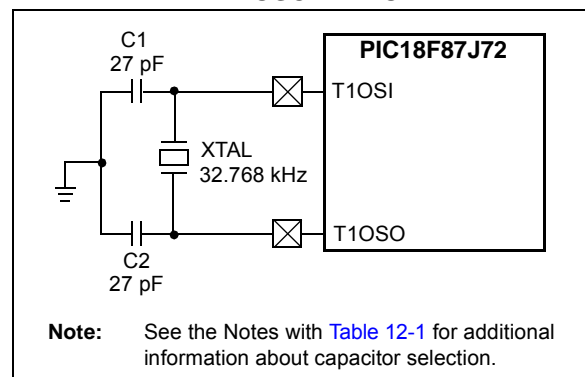 C1
27 pF
PIC18F87J72
T1OSI
XTAL
32.768 kHz
T1OSO
C2
27 pF
Note: See the Notes with Table 12-1 for additional
information about capacitor selection.